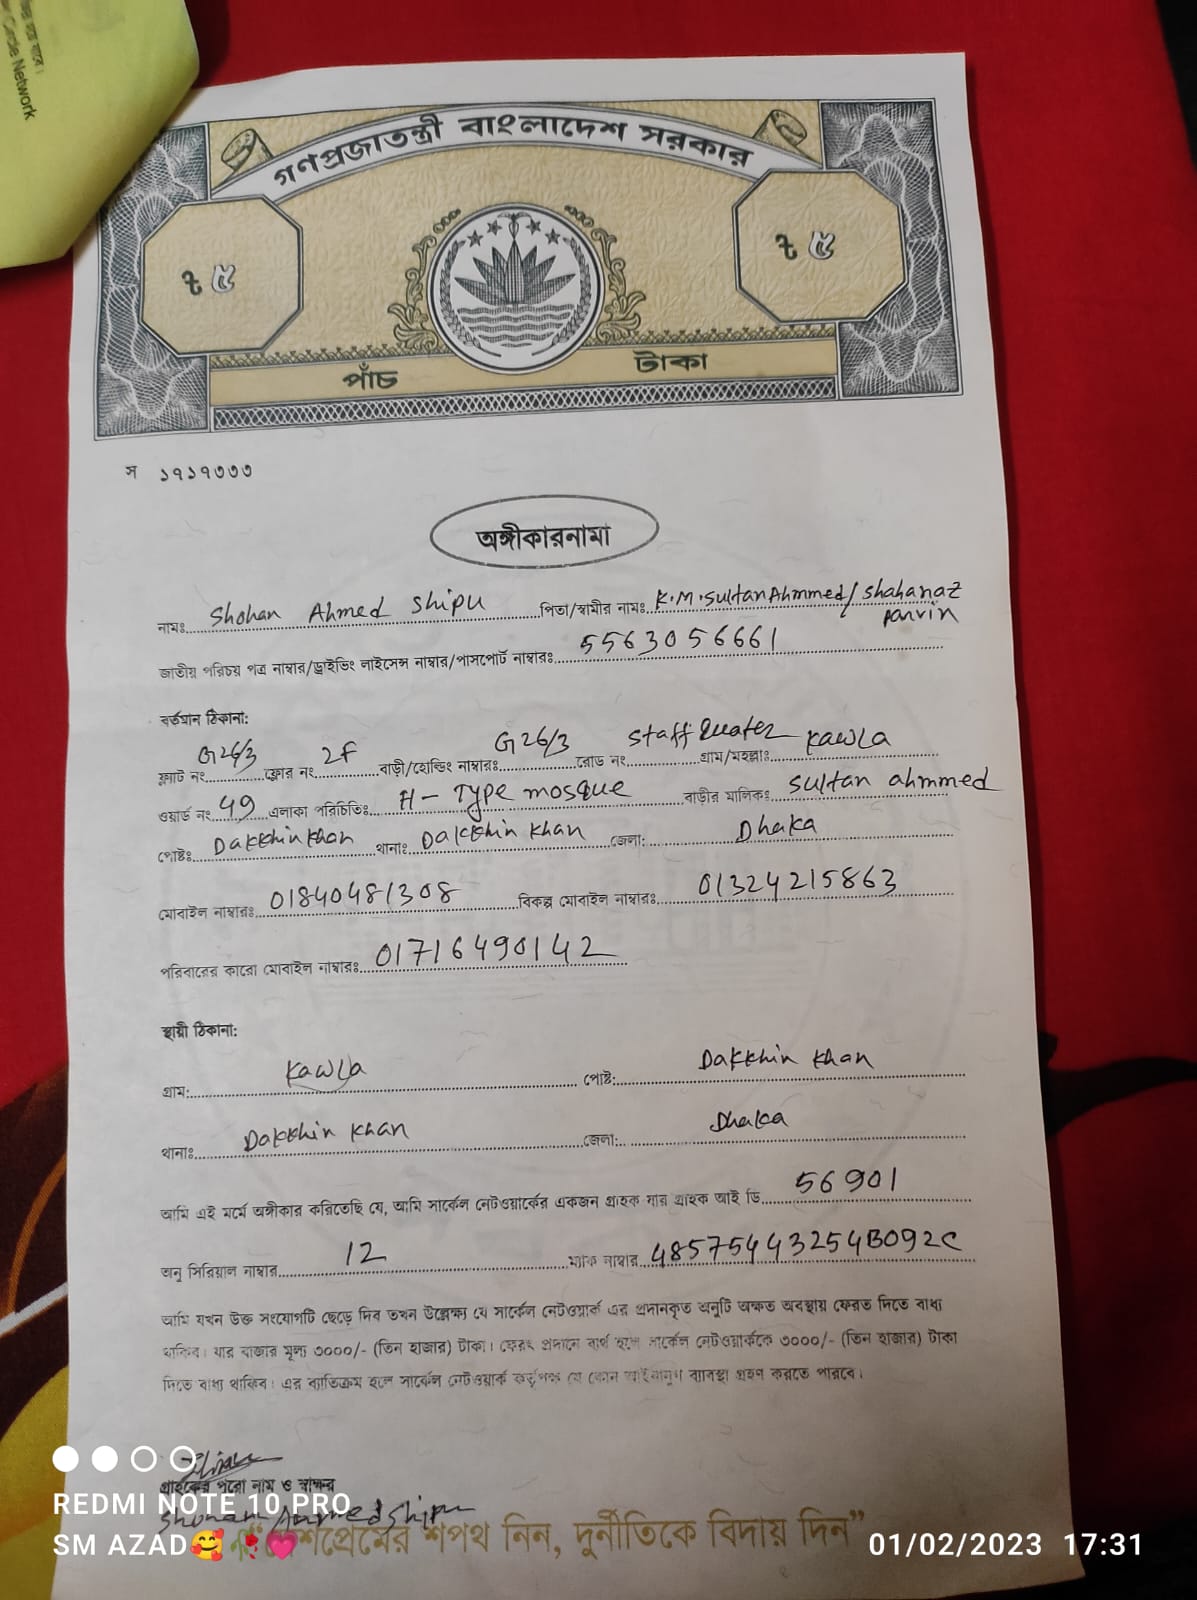 Circle Network
গণপ্রজাতন্ত্রী বাংলাদেশ সরকার
৳ ৫ ৳ ৫
পাঁচ টাকা
স ১৭১৭৩৩৩
অঙ্গীকারনামা
নামঃ Shohan Ahmed Shipu পিতা/স্বামীর নামঃ K.M.Sultan Ahmmed/Shahanaz
Parvin
জাতীয় পরিচয় পত্র নাম্বার/ড্রাইভিং লাইসেন্স নাম্বার/পাসপোর্ট নাম্বারঃ 5563056661
বর্তমান ঠিকানা:
ফ্লাট নং G26/3 ফ্লোর নং 2F বাড়ী/হোল্ডিং নাম্বারঃ G26/3 রোড নং Staff Quater গ্রাম/মহল্লাঃ Kawla
ওয়ার্ড নং 49 এলাকা পরিচিতিঃ H-Type mosque বাড়ীর মালিকঃ Sultan ahmmed
পোষ্টঃ Dakkhin Khan থানাঃ Dakkhin Khan জেলা: Dhaka
মোবাইল নাম্বারঃ 01840481308 বিকল্প মোবাইল নাম্বারঃ 01324215863
পরিবারের কারো মোবাইল নাম্বারঃ 01716490142
স্থায়ী ঠিকানা:
গ্রাম: Kawla পোষ্ট: Dakkhin Khan
থানাঃ Dakkhin Khan জেলা: Dhaka
আমি এই মর্মে অঙ্গীকার করিতেছি যে, আমি সার্কেল নেটওয়ার্কের একজন গ্রাহক যার গ্রাহক আই ডি 56901
অনু সিরিয়াল নাম্বার 12 ম্যাক নাম্বার 485754443254B092C
আমি যখন উক্ত সংযোগটি ছেড়ে দিব তখন উল্লেক্ষ্য যে সার্কেল নেটওয়ার্ক এর প্রদানকৃত অনুটি অক্ষত অবস্থায় ফেরত দিতে বাধ্য
থাকিব। যার বাজার মূল্য ৩০০০/- (তিন হাজার) টাকা। ফেরৎ প্রদানে ব্যর্থ হলে সার্কেল নেটওয়ার্ককে ৩০০০/- (তিন হাজার) টাকা
দিতে বাধ্য থাকিব। এর ব্যতিক্রম হলে সার্কেল নেটওয়ার্ক কর্তৃপক্ষ যে কোন আইনানুগ ব্যাবস্থা গ্রহণ করতে পারবে।
গ্রাহকের পুরো নাম ও স্বাক্ষর
Shohan Ahmed Shipu
দেশপ্রেমের শপথ নিন, দুর্নীতিকে বিদায় দিন”
REDMI NOTE 10 PRO
SM AZAD🥰🥀💓 01/02/2023 17:31